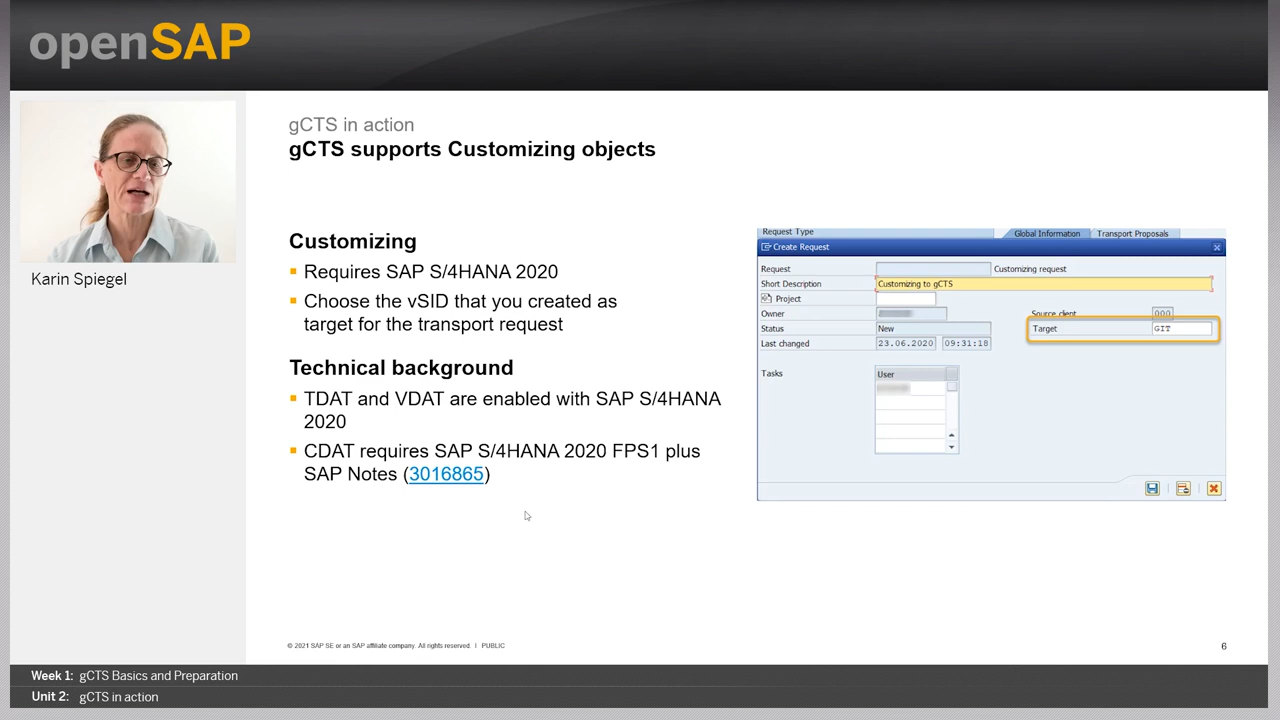 openSAP
Karin Spiegel
gCTS in action
gCTS supports Customizing objects
Customizing
Requires SAP S/4HANA 2020
Choose the vSID that you created as
target for the transport request
Technical background
TDAT and VDAT are enabled with SAP S/4HANA
2020
CDAT requires SAP S/4HANA 2020 FPS1 plus
SAP Notes (3016865)
Request Type Global Information Transport Proposals
Create Request
Request Customizing request
Short Description Customizing to gCTS
Project
Owner Source client 000
Status New Target GIT
Last changed 23.06.2020 09:31:18
Tasks User
© 2021 SAP SE or an SAP affiliate company. All rights reserved. I PUBLIC 6
Week 1: gCTS Basics and Preparation
Unit 2: gCTS in action